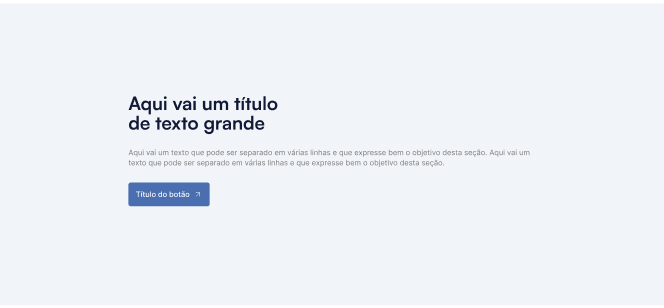 Aqui vai um título
de texto grande
Aqui vai um texto que pode ser separado em várias linhas e que expresse bem o objetivo desta seção. Aqui vai um
texto que pode ser separado em várias linhas e que expresse bem o objetivo desta seção.
Título do botão